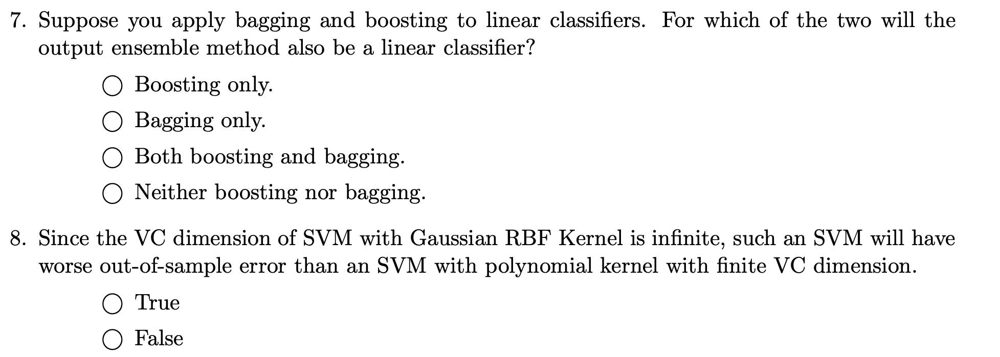 7. Suppose you apply bagging and boosting to linear classifiers. For which of the two will the
output ensemble method also be a linear classifier?
Boosting only.
Bagging only.
Both boosting and bagging.
Neither boosting nor bagging.
8. Since the VC dimension of SVM with Gaussian RBF Kernel is infinite, such an SVM will have
worse out-of-sample error than an SVM with polynomial kernel with finite VC dimension.
True
False